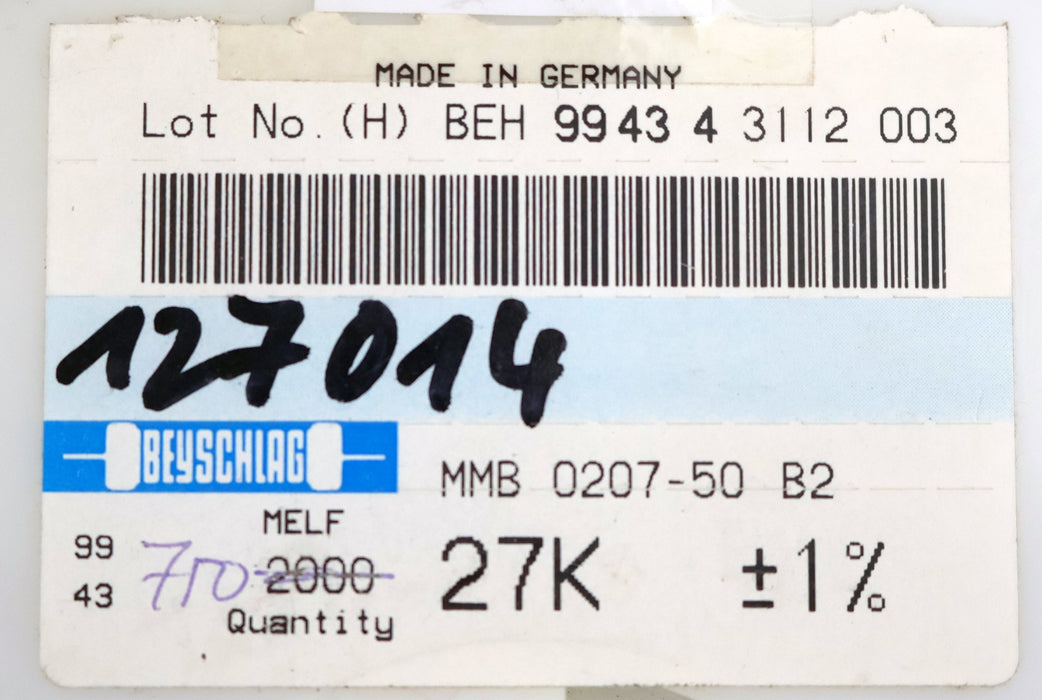 MADE IN GERMANY
Lot No.(H) BEH 9943 4 3112 003
127014
BEYSCHLAG
MMB 0207-50 B2
MELF
99
43
750 2000
Quantity
27K ±1%